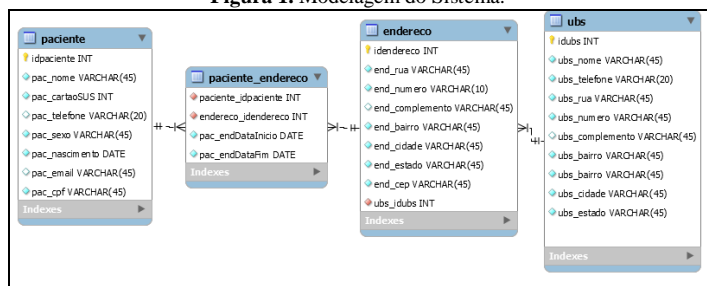 Figura 1. Modelagem do Sistema.
paciente
idpaciente INT
pac_nome VARCHAR(45)
pac_cartaoSUS INT
pac_telefone VARCHAR(20)
pac_sexo VARCHAR(45)
pac_nascimento DATE
pac_email VARCHAR(45)
pac_cpf VARCHAR(45)
Indexes
paciente_endereco
paciente_idpaciente INT
endereco_idendereco INT
pac_endDataInicio DATE
pac_endDataFim DATE
Indexes
endereco
idendereco INT
end_rua VARCHAR(45)
end_numero VARCHAR(10)
end_complemento VARCHAR(45)
end_bairro VARCHAR(45)
end_cidade VARCHAR(45)
end_estado VARCHAR(45)
end_cep VARCHAR(45)
ubs_idubs INT
Indexes
ubs
idubs INT
ubs_nome VARCHAR(45)
ubs_telefone VARCHAR(20)
ubs_rua VARCHAR(45)
ubs_numero VARCHAR(45)
ubs_complemento VARCHAR(45)
ubs_bairro VARCHAR(45)
ubs_bairro VARCHAR(45)
ubs_cidade VARCHAR(45)
ubs_estado VARCHAR(45)
Indexes